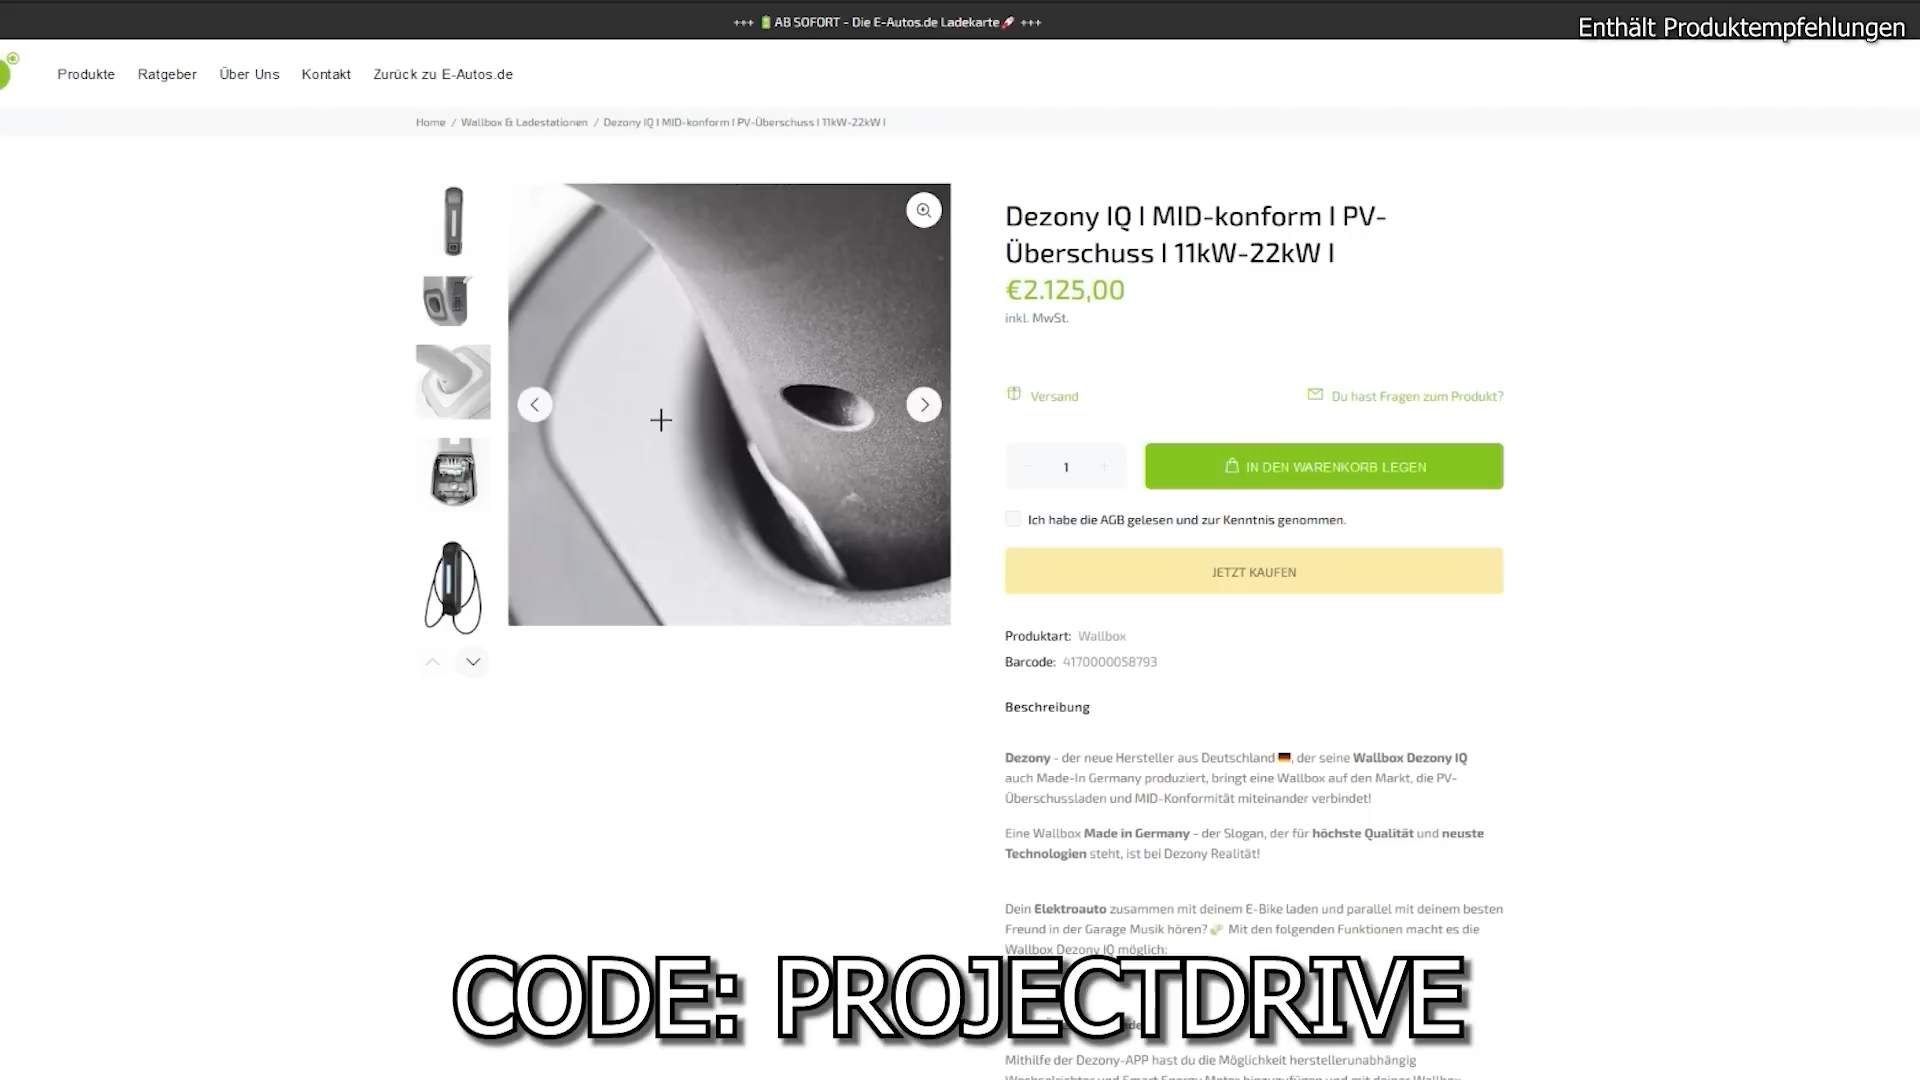 +++ 🔋AB SOFORT - Die E-Autos.de Ladekarte🚀 +++
Enthält Produktempfehlungen
Produkte Ratgeber Über Uns Kontakt Zurück zu E-Autos.de
Home / Wallbox & Ladestationen / Dezony IQ I MID-konform I PV-Überschuss I 11kW-22kW I
Dezony IQ I MID-konform I PV-
Überschuss I 11kW-22kW I
€2.125,00
inkl. MwSt.
Versand Du hast Fragen zum Produkt?
1 IN DEN WARENKORB LEGEN
Ich habe die AGB gelesen und zur Kenntnis genommen.
JETZT KAUFEN
Produktart: Wallbox
Barcode: 4170000058793
Beschreibung
Dezony - der neue Hersteller aus Deutschland 🇩🇪, der seine Wallbox Dezony IQ
auch Made-In Germany produziert, bringt eine Wallbox auf den Markt, die PV-
Überschussladen und MID-Konformität miteinander verbindet!
Eine Wallbox Made in Germany - der Slogan, der für höchste Qualität und neuste
Technologien steht, ist bei Dezony Realität!
Dein Elektroauto zusammen mit deinem E-Bike laden und parallel mit deinem besten
Freund in der Garage Musik hören? Mit den folgenden Funktionen macht es die
Wallbox Dezony IQ möglich:
CODE: PROJECTDRIVE
Mithilfe der Dezony-APP hast du die Möglichkeit herstellerunabhängig